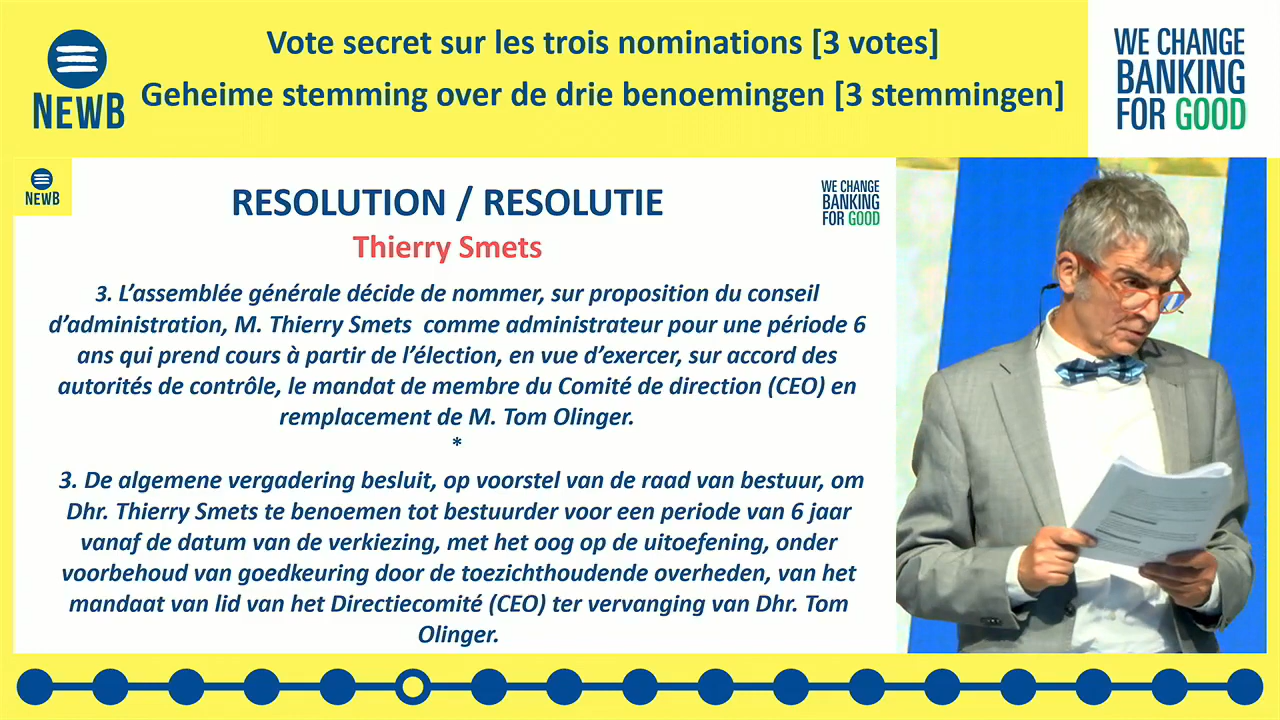 Vote secret sur les trois nominations [3 votes]
Geheime stemming over de drie benoemingen [3 stemmingen]
NEWB
WE CHANGE
BANKING
FOR GOOD
NEWB
RESOLUTION / RESOLUTIE
WE CHANGE
BANKING
FOR GOOD
Thierry Smets
3. L'assemblée générale décide de nommer, sur proposition du conseil
d'administration, M. Thierry Smets comme administrateur pour une période 6
ans qui prend cours à partir de l'élection, en vue d'exercer, sur accord des
autorités de contrôle, le mandat de membre du Comité de direction (CEO) en
remplacement de M. Tom Olinger.
*
3. De algemene vergadering besluit, op voorstel van de raad van bestuur, om
Dhr. Thierry Smets te benoemen tot bestuurder voor een periode van 6 jaar
vanaf de datum van de verkiezing, met het oog op de uitoefening, onder
voorbehoud van goedkeuring door de toezichthoudende overheden, van het
mandaat van lid van het Directiecomité (CEO) ter vervanging van Dhr. Tom
Olinger.